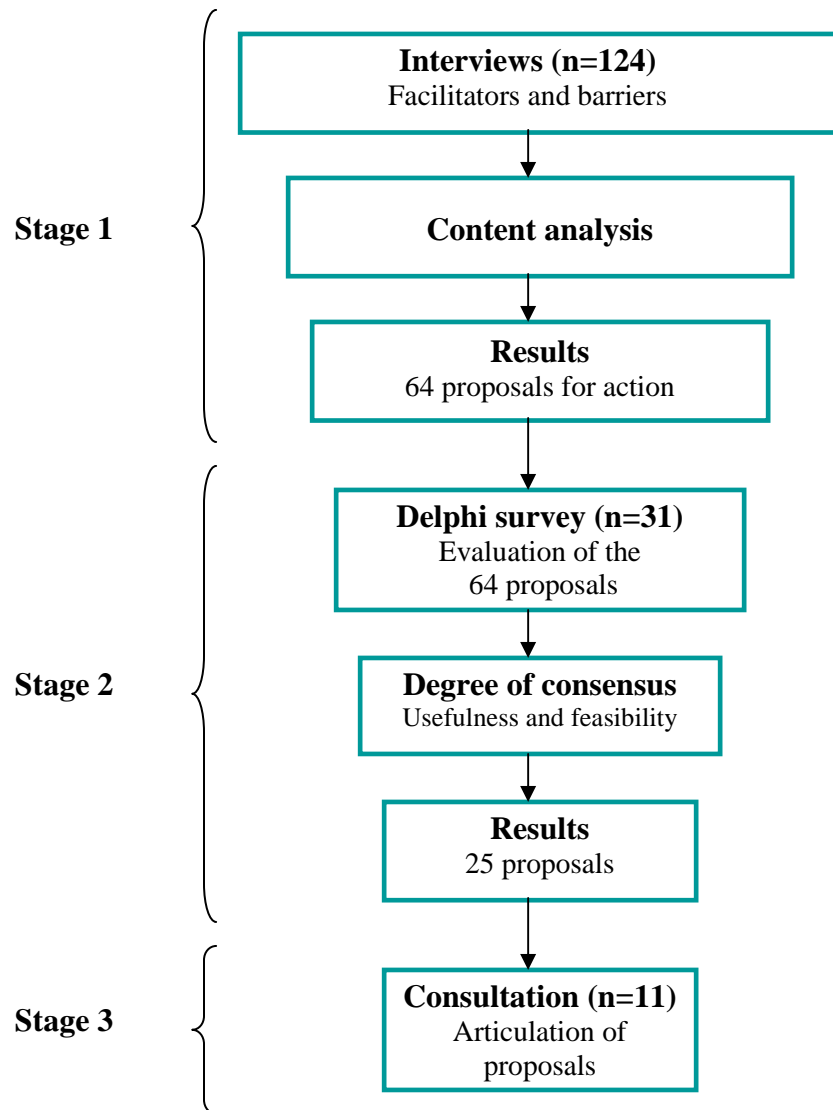 Interviews (n=124)
Facilitators and barriers
Stage 1
Content analysis
Results
64 proposals for action
Delphi survey (n=31)
Evaluation of the
64 proposals
Stage 2
Degree of consensus
Usefulness and feasibility
Results
25 proposals
Stage 3
Consultation (n=11)
Articulation of
proposals